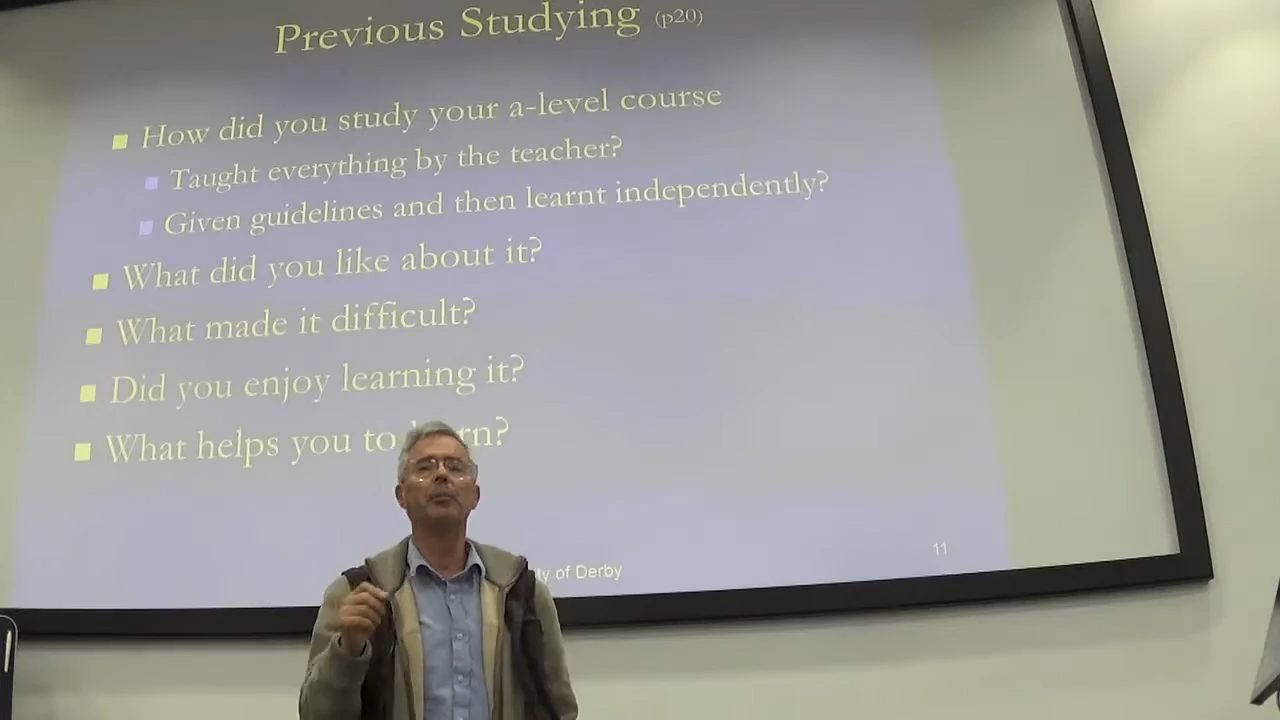 Previous Studying (p20)
How did you study your a-level course
Taught everything by the teacher?
Given guidelines and then learnt independently?
What did you like about it?
What made it difficult?
Did you enjoy learning it?
What helps you to
of Derby
11